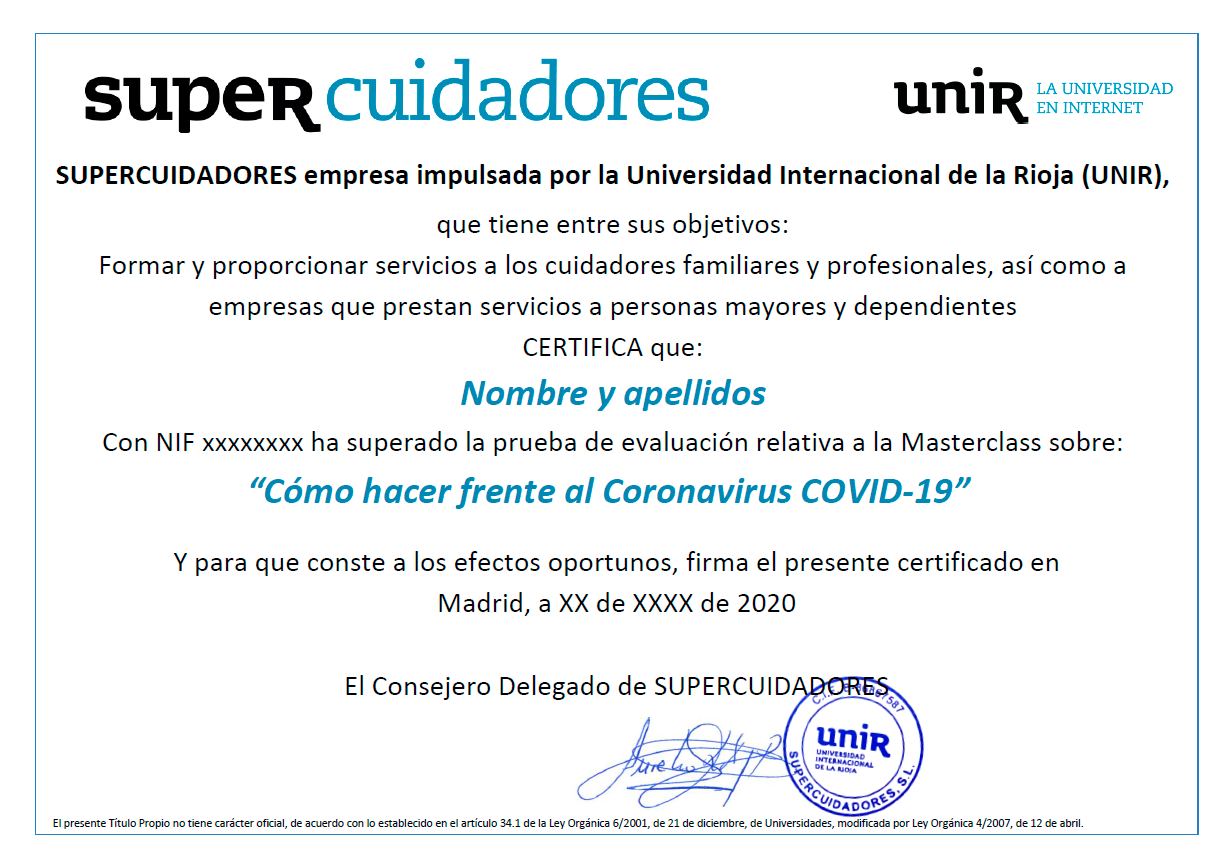 supeR cuidadores
uniR LA UNIVERSIDAD
EN INTERNET
SUPERCUIDADORES empresa impulsada por la Universidad Internacional de la Rioja (UNIR),
que tiene entre sus objetivos:
Formar y proporcionar servicios a los cuidadores familiares y profesionales, así como a
empresas que prestan servicios a personas mayores y dependientes
CERTIFICA que:
Nombre y apellidos
Con NIF xxxxxxxx ha superado la prueba de evaluación relativa a la Masterclass sobre:
“Cómo hacer frente al Coronavirus COVID-19”
Y para que conste a los efectos oportunos, firma el presente certificado en
Madrid, a XX de XXXX de 2020
El Consejero Delegado de SUPERCUIDADORES
C.I.F.
uniR
UNIVERSIDAD
INTERNACIONAL
DE LA RIOJA
SUPERCUIDADORES, S.L.
El presente Título Propio no tiene carácter oficial, de acuerdo con lo establecido en el artículo 34.1 de la Ley Orgánica 6/2001, de 21 de diciembre, de Universidades, modificada por Ley Orgánica 4/2007, de 12 de abril.